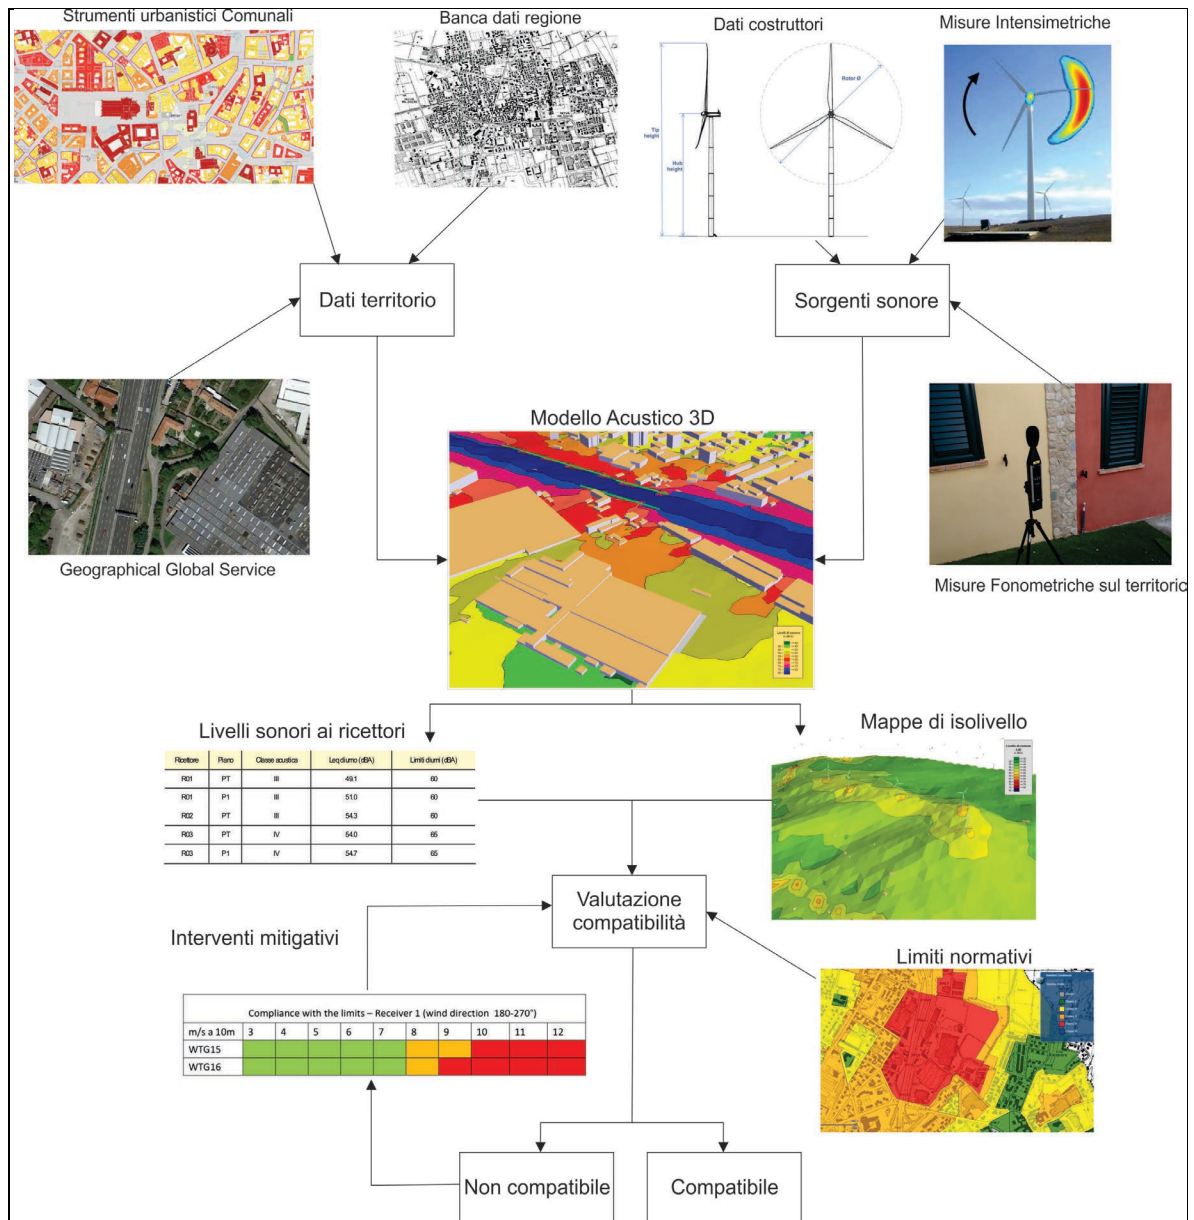 Strumenti urbanistici Comunali
Banca dati regione
Dati costruttori
Misure Intensimetriche
Rotor Ø
Tip
height
Hub
height
Dati territorio
Sorgenti sonore
Geographical Global Service
Modello Acustico 3D
Misure Fonometriche sul territoric
Livelli sonori ai ricettori
Mappe di isolivello
Ricettore Piano Classe acustica Leq diurno (dBA) Limiti diurni (dBA)
R01 PT III 49.1 60
R01 P1 III 51.0 60
R02 PT III 54.3 60
R03 PT IV 54.0 65
R03 P1 IV 54.7 65
Valutazione
compatibilità
Interventi mitigativi
Limiti normativi
Compliance with the limits – Receiver 1 (wind direction 180-270°)
m/s a 10m 3 4 5 6 7 8 9 10 11 12
WTG15
WTG16
Non compatibile
Compatibile